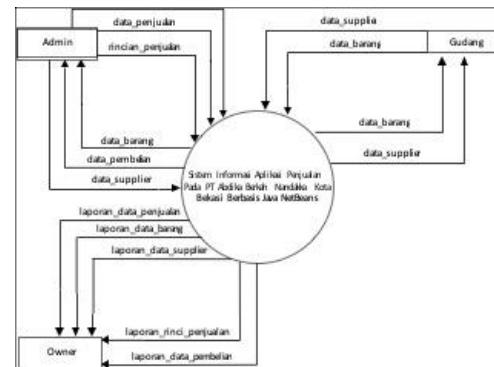 data_penjualan
Admin
rincian_penjualan
data_supplie
Gudang
data_barang
data_barang
data_supplier
data_barang
data_pembelian
data_supplier
Sistem Informasi Aplikasi Penjualan
Pada PT Abdika Berkah Nandaka Kota
Bekasi Berbasis Java NetBeans
laporan_data_penjualan
laporan_data_barang
laporan_data_supplier
laporan_rinci_penjualan
Owner
laporan_data_pembelian